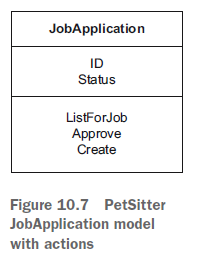 JobApplication
ID
Status
ListForJob
Approve
Create
Figure 10.7 PetSitter
JobApplication model
with actions